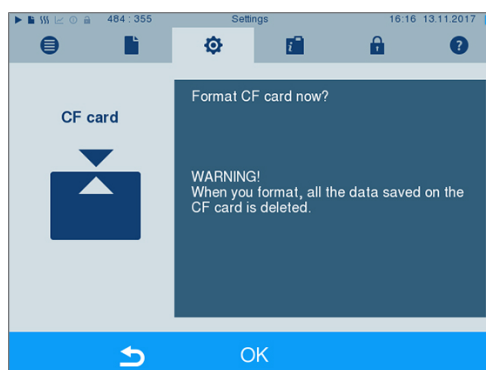 484 : 355 Settings 16:16 13.11.2017
i ?
CF card
Format CF card now?
WARNING!
When you format, all the data saved on the
CF card is deleted.
OK